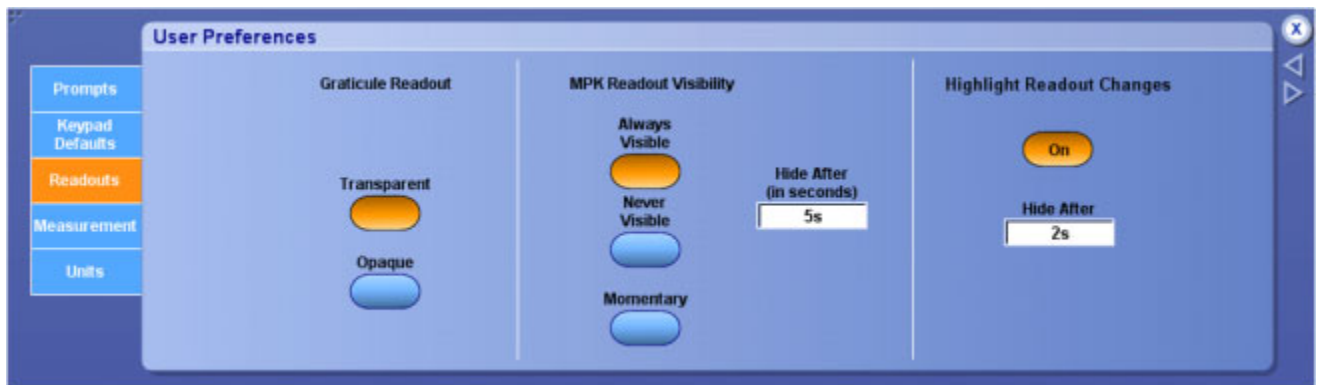 User Preferences
X
Prompts
Keypad
Defaults
Readouts
Measurement
Units
Graticule Readout
Transparent
Opaque
MPK Readout Visibility
Always
Visible
Never
Visible
Momentary
Hide After
(in seconds)
5s
Highlight Readout Changes
On
Hide After
2s